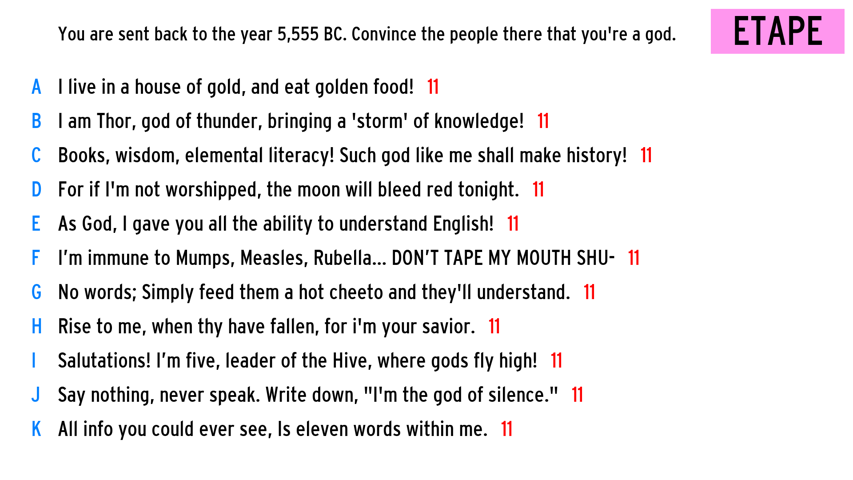 You are sent back to the year 5,555 BC. Convince the people there that you're a god.
ETAPE
A I live in a house of gold, and eat golden food! 11
B I am Thor, god of thunder, bringing a 'storm' of knowledge! 11
C Books, wisdom, elemental literacy! Such god like me shall make history! 11
D For if I'm not worshipped, the moon will bleed red tonight. 11
E As God, I gave you all the ability to understand English! 11
F I’m immune to Mumps, Measles, Rubella... DON’T TAPE MY MOUTH SHU- 11
G No words; Simply feed them a hot cheeto and they'll understand. 11
H Rise to me, when thy have fallen, for i'm your savior. 11
I Salutations! I’m five, leader of the Hive, where gods fly high! 11
J Say nothing, never speak. Write down, "I'm the god of silence." 11
K All info you could ever see, Is eleven words within me. 11